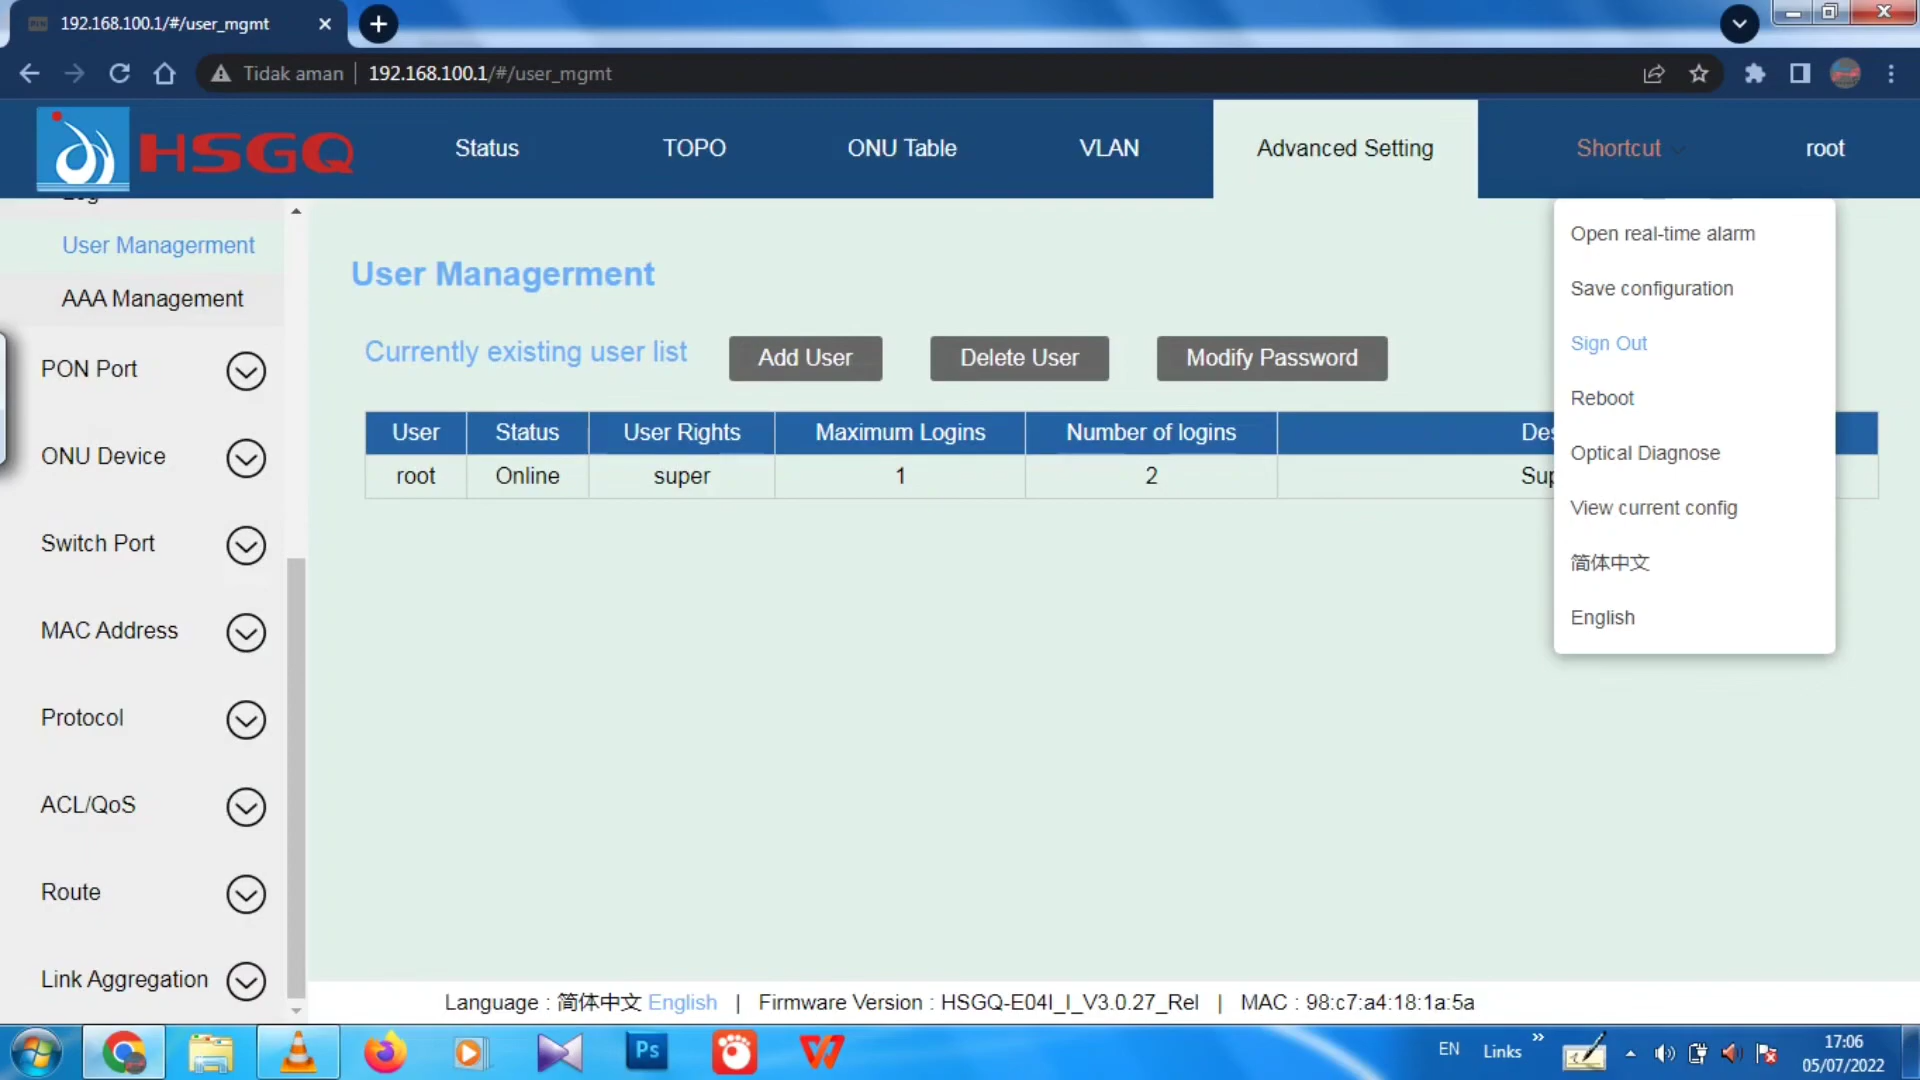 192.168.100.1/#/user_mgmt
Tidak aman
192.168.100.1/#/user_mgmt
HSGQ
Status
TOPO
ONU Table
VLAN
Advanced Setting
Shortcut
root
User Managerment
AAA Management
PON Port
ONU Device
Switch Port
MAC Address
Protocol
ACL/QoS
Route
Link Aggregation
User Managerment
Currently existing user list
Add User
Delete User
Modify Password
User Status User Rights Maximum Logins Number of logins
root Online super 1 2
Open real-time alarm
Save configuration
Sign Out
Reboot
Optical Diagnose
View current config
简体中文
English
Language : 简体中文 English | Firmware Version : HSGQ-E04I_I_V3.0.27_Rel | MAC : 98:c7:a4:18:1a:5a
Ps
EN
Links
17:06
05/07/2022